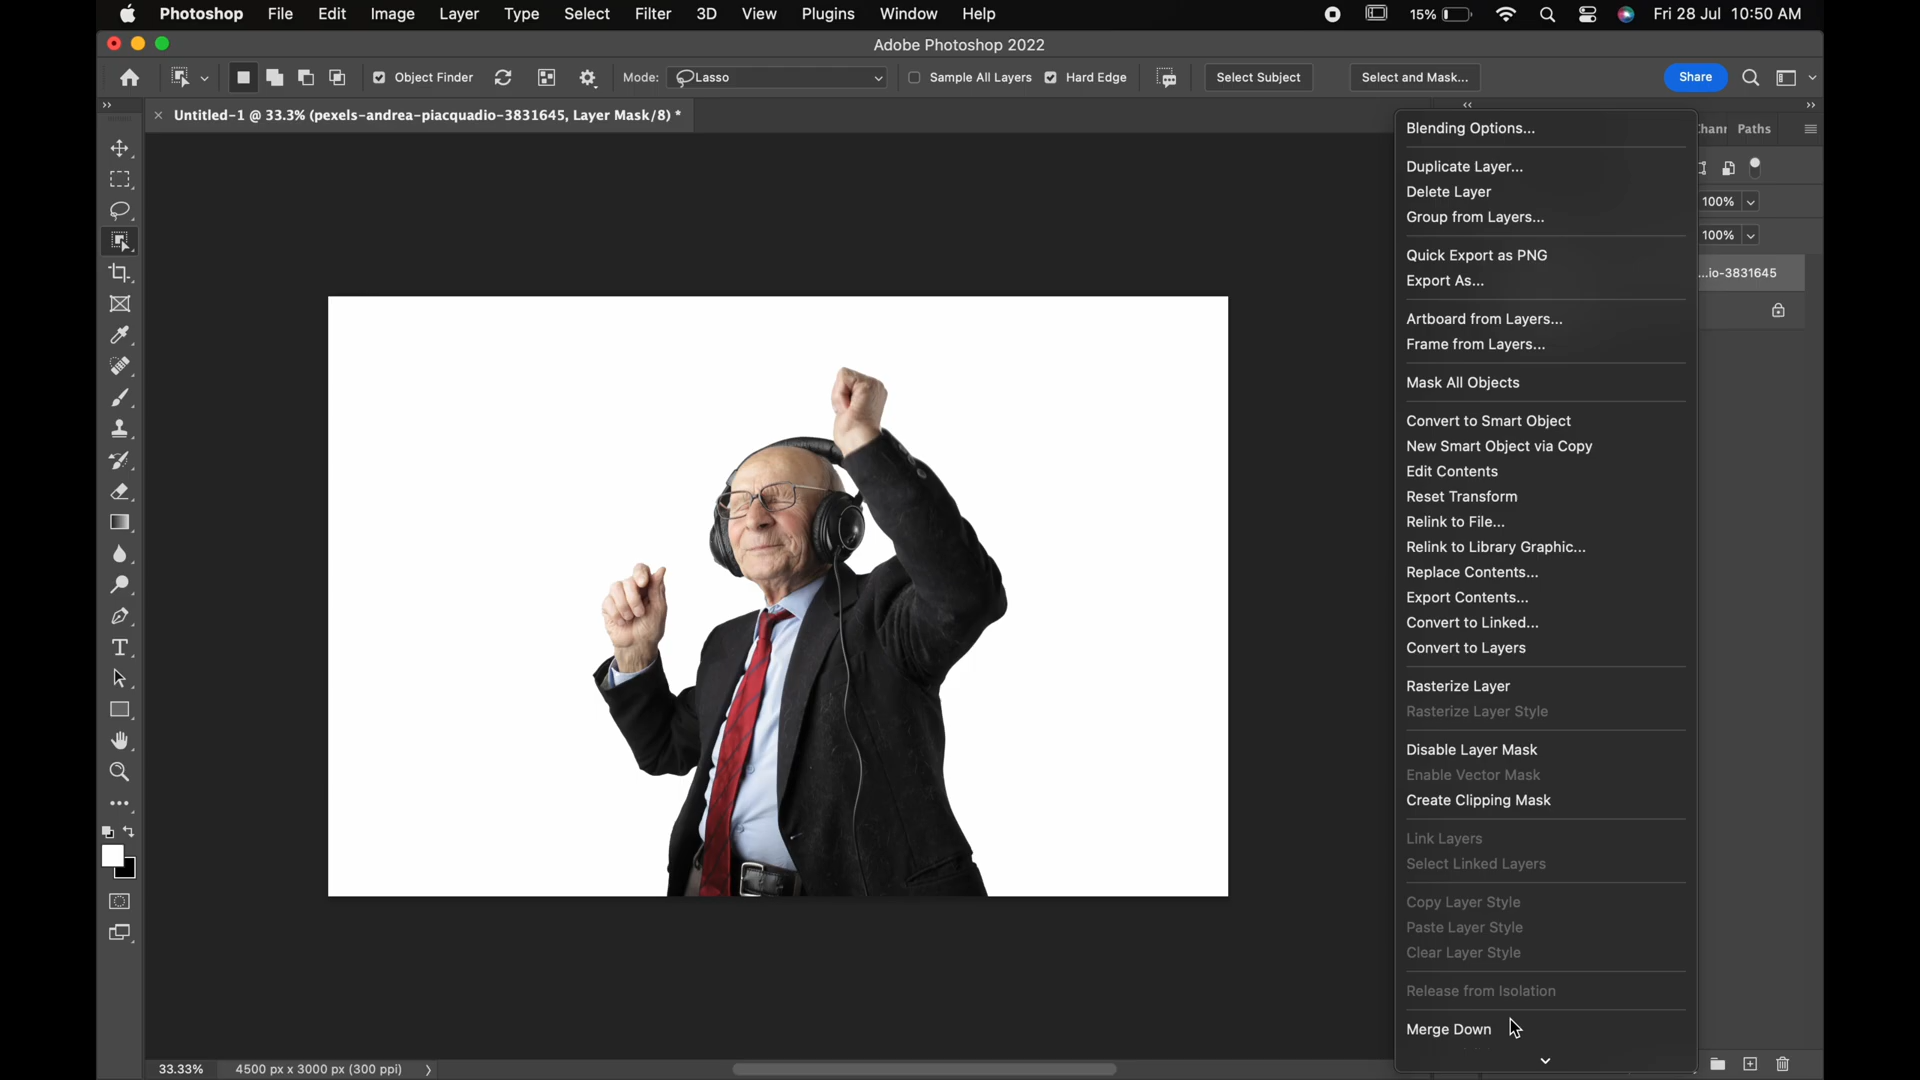 Photoshop File Edit Image Layer Type Select Filter 3D View Plugins Window Help 15% Fri 28 Jul 10:50 AM
Adobe Photoshop 2022
Object Finder Mode: Lasso Sample All Layers Hard Edge Select Subject Select and Mask... Share
Untitled-1 @ 33.3% (pexels-andrea-piacquadio-3831645, Layer Mask/8) *
Paths
Blending Options...
Duplicate Layer...
Delete Layer
100%
Group from Layers...
100%
Quick Export as PNG
...io-3831645
Export As...
Artboard from Layers...
Frame from Layers...
Mask All Objects
Convert to Smart Object
New Smart Object via Copy
Edit Contents
Reset Transform
Relink to File...
Relink to Library Graphic...
Replace Contents...
Export Contents...
Convert to Linked...
Convert to Layers
Rasterize Layer
Rasterize Layer Style
Disable Layer Mask
Enable Vector Mask
Create Clipping Mask
Link Layers
Select Linked Layers
Copy Layer Style
Paste Layer Style
Clear Layer Style
Release from Isolation
Merge Down
33.33% 4500 px x 3000 px (300 ppi)